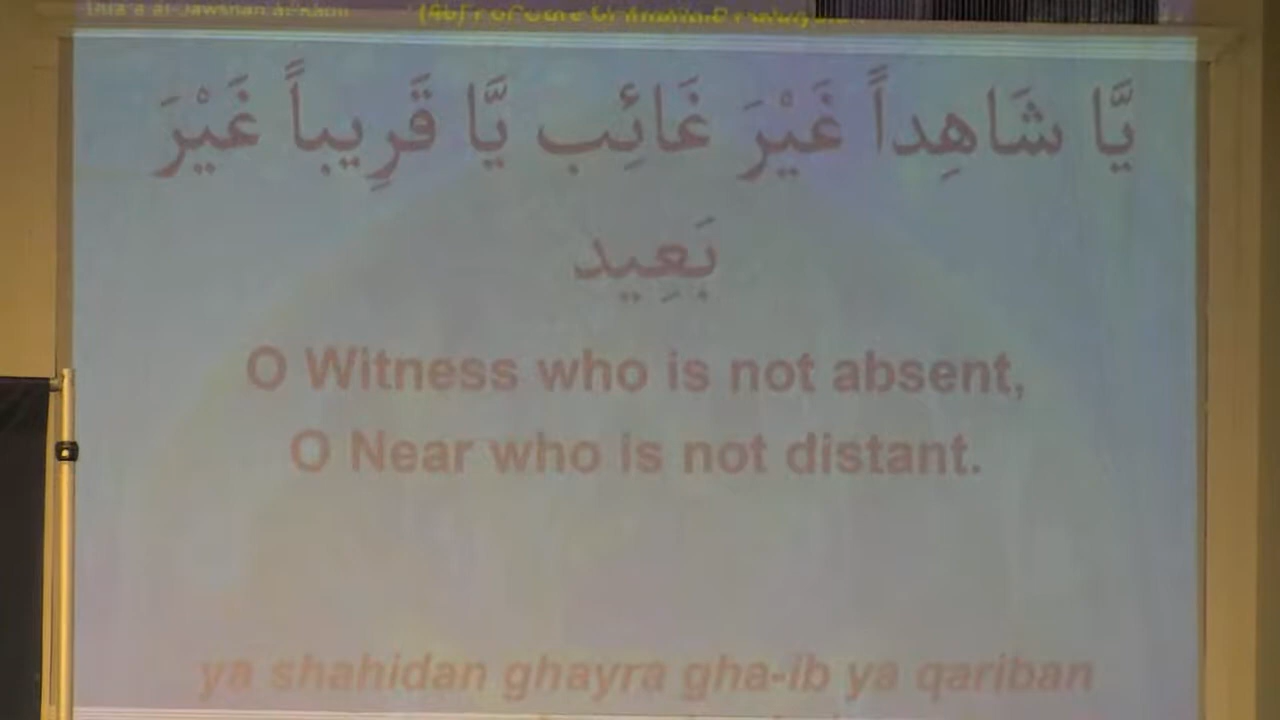 يَّا شَاهِداً غَيْرَ غَائِب يَّا قَرِيباً غَيْرَ
بَعِيد
O Witness who is not absent,
O Near who is not distant.
ya shahidan ghayra gha-ib ya qariban